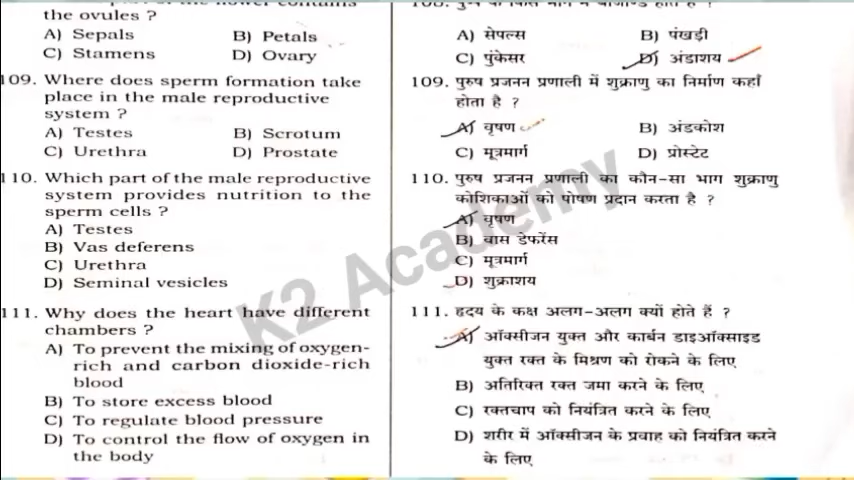 the ovules ?
A) Sepals B) Petals
C) Stamens D) Ovary
109. Where does sperm formation take
place in the male reproductive
system ?
A) Testes B) Scrotum
C) Urethra D) Prostate
110. Which part of the male reproductive
system provides nutrition to the
sperm cells ?
A) Testes
B) Vas deferens
C) Urethra
D) Seminal vesicles
111. Why does the heart have different
chambers ?
A) To prevent the mixing of oxygen-
rich and carbon dioxide-rich
blood
B) To store excess blood
C) To regulate blood pressure
D) To control the flow of oxygen in
the body
A) सेपल्स B) पंखड़ी
C) पुंकेसर D) अंडाशय
109. पुरुष प्रजनन प्रणाली में शुक्राणु का निर्माण कहाँ
होता है ?
A) वृषण B) अंडकोश
C) मूत्रमार्ग D) प्रोस्टेट
110. पुरुष प्रजनन प्रणाली का कौन-सा भाग शुक्राणु
कोशिकाओं को पोषण प्रदान करता है ?
A) वृषण
B) वास डेफरेंस
C) मूत्रमार्ग
D) शुक्राशय
111. हृदय के कक्ष अलग-अलग क्यों होते हैं ?
A) ऑक्सीजन युक्त और कार्बन डाइऑक्साइड
युक्त रक्त के मिश्रण को रोकने के लिए
B) अतिरिक्त रक्त जमा करने के लिए
C) रक्तचाप को नियंत्रित करने के लिए
D) शरीर में ऑक्सीजन के प्रवाह को नियंत्रित करने
के लिए
K2 Academy